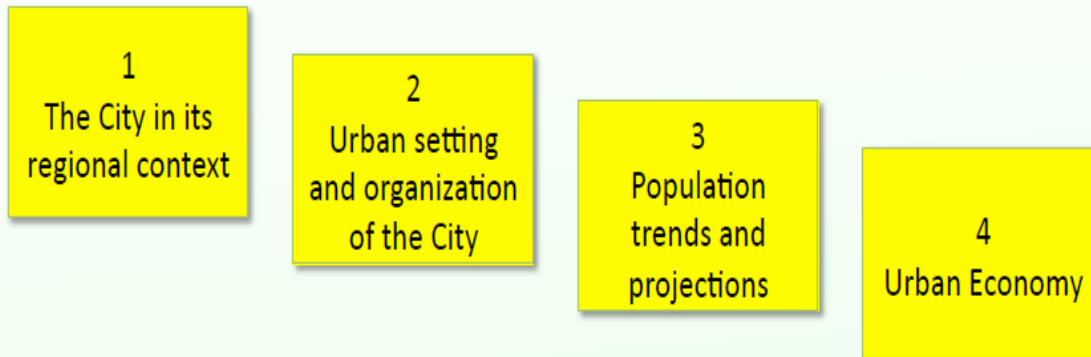 1
The City in its
regional context
2
Urban setting
and organization
of the City
3
Population
trends and
projections
4
Urban Economy